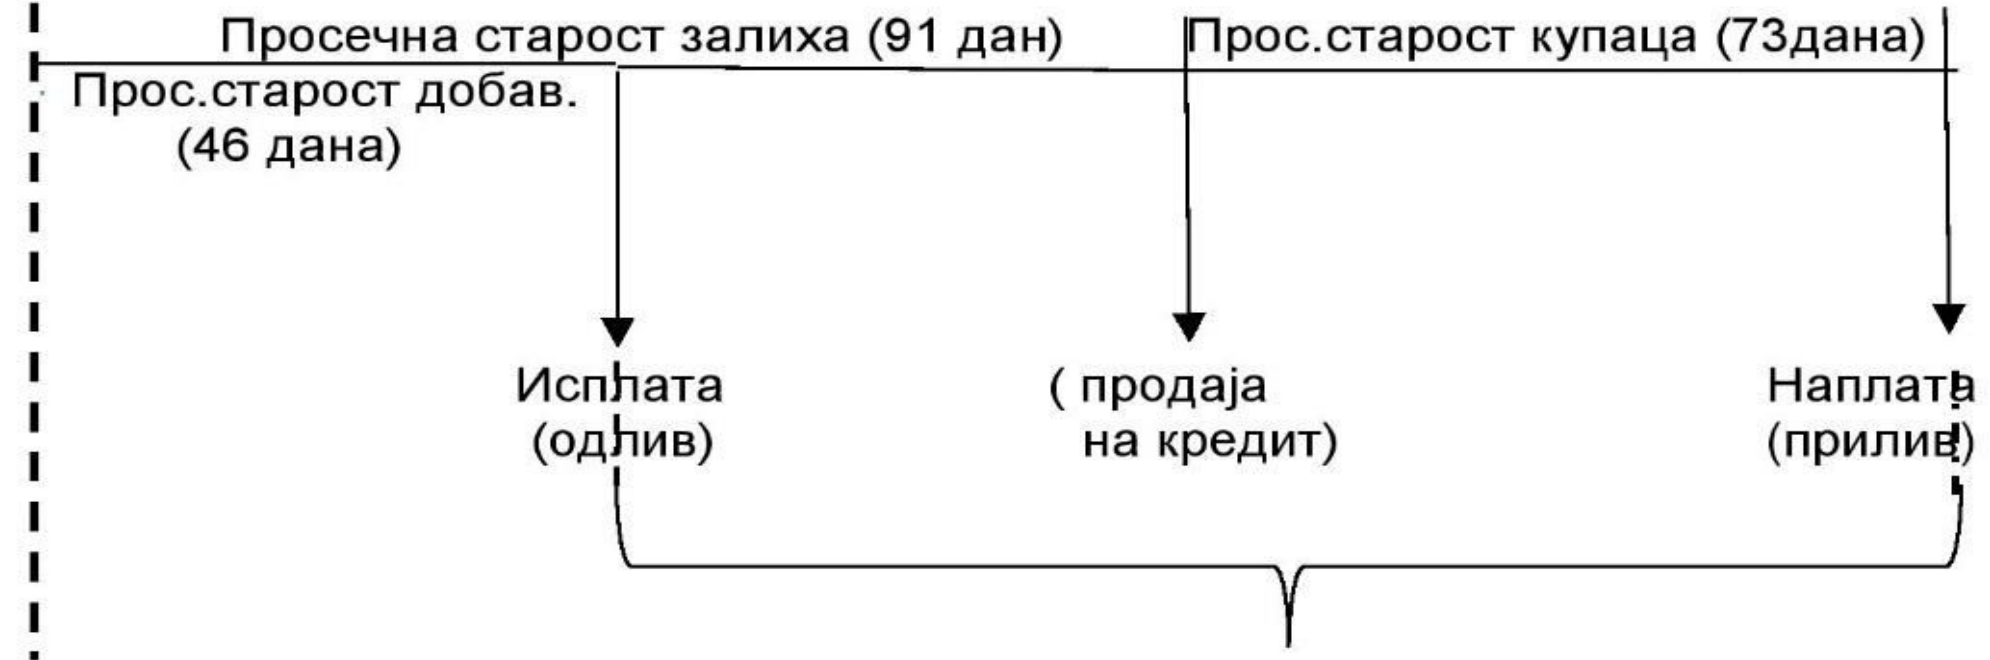 Просечна старост залиха (91 дан)
Прос.старост купаца (73дана)
Прос.старост добав.
(46 дана)
Исплата
(одлив)
( продаја
на кредит)
Наплата
(прилив)